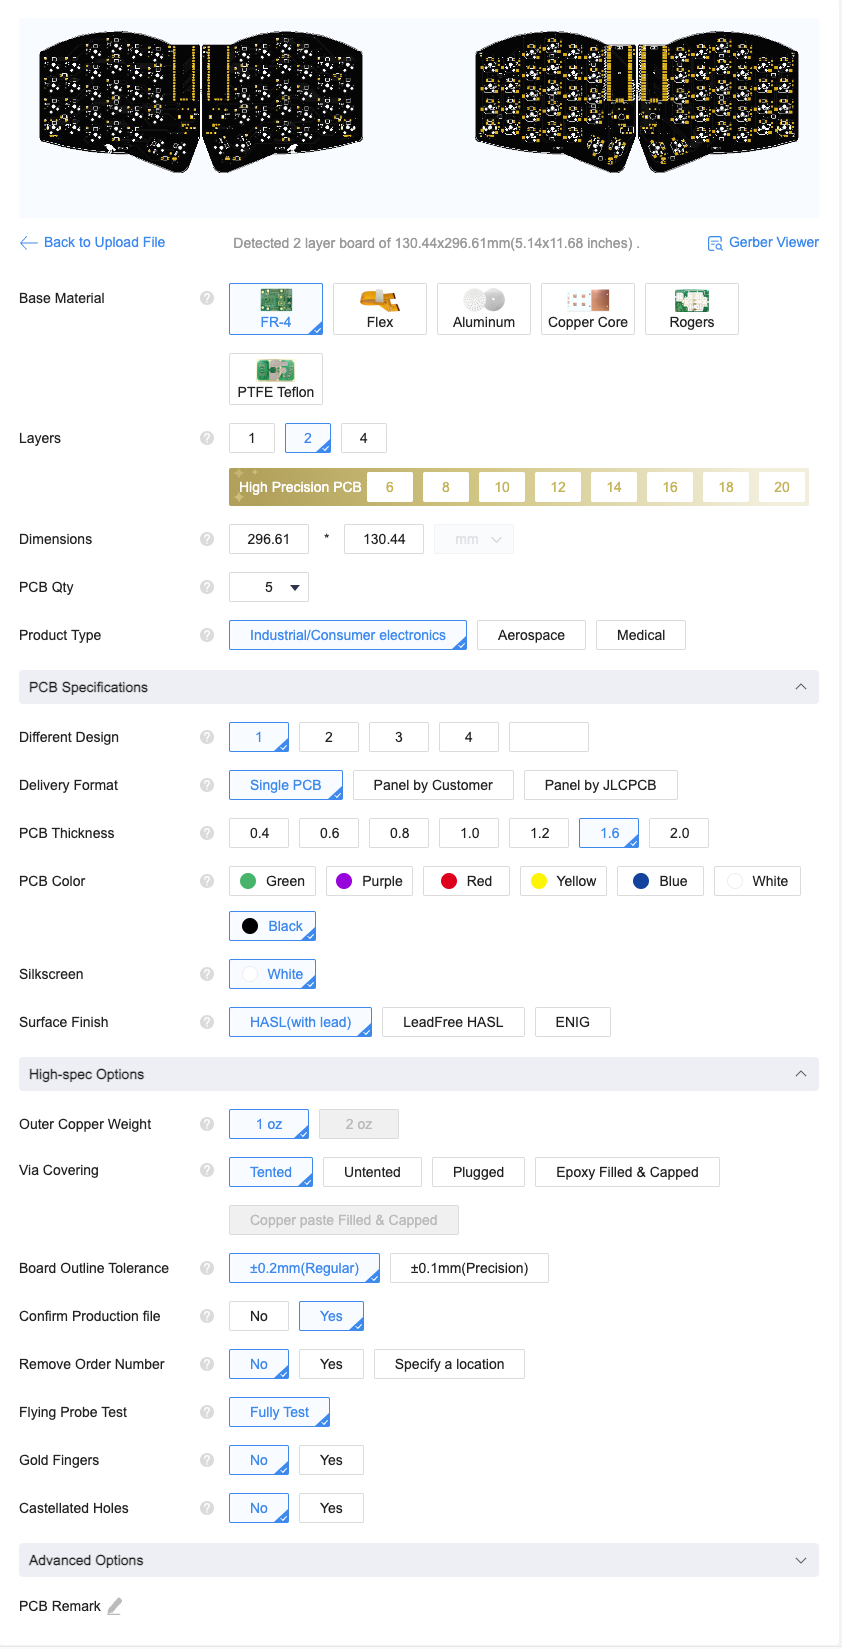 Back to Upload File
Detected 2 layer board of 130.44x296.61mm(5.14x11.68 inches) .
Gerber Viewer
Base Material ? FR-4 Flex Aluminum Copper Core Rogers
PTFE Teflon
Layers ? 1 2 4
High Precision PCB 6 8 10 12 14 16 18 20
Dimensions ? 296.61 * 130.44 mm
PCB Qty ? 5
Product Type ? Industrial/Consumer electronics Aerospace Medical
PCB Specifications
Different Design ? 1 2 3 4
Delivery Format ? Single PCB Panel by Customer Panel by JLCPCB
PCB Thickness ? 0.4 0.6 0.8 1.0 1.2 1.6 2.0
PCB Color ? Green Purple Red Yellow Blue White
Black
Silkscreen ? White
Surface Finish ? HASL(with lead) LeadFree HASL ENIG
High-spec Options
Outer Copper Weight ? 1 oz 2 oz
Via Covering ? Tented Untented Plugged Epoxy Filled & Capped
Copper paste Filled & Capped
Board Outline Tolerance ? ±0.2mm(Regular) ±0.1mm(Precision)
Confirm Production file ? No Yes
Remove Order Number ? No Yes Specify a location
Flying Probe Test ? Fully Test
Gold Fingers ? No Yes
Castellated Holes ? No Yes
Advanced Options
PCB Remark